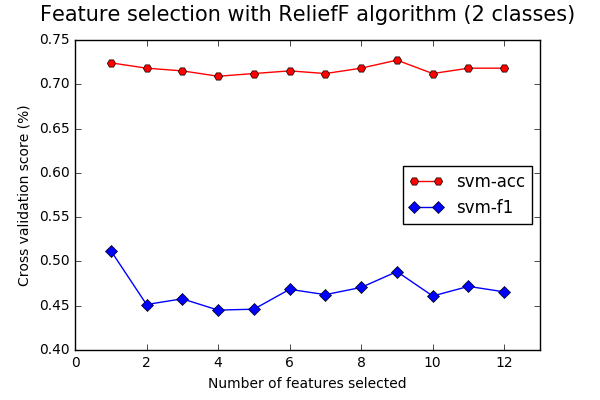 Feature selection with ReliefF algorithm (2 classes)
0.75
0.70
0.65
0.60
0.55
0.50
0.45
0.40
Cross validation score (%)
svm-acc
svm-f1
0 2 4 6 8 10 12
Number of features selected